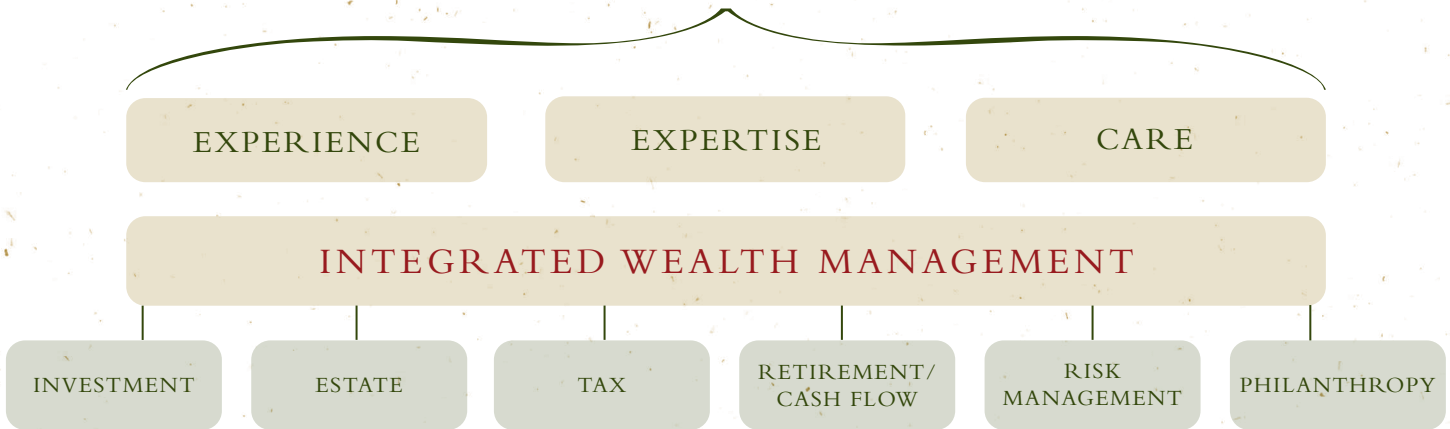 EXPERIENCE
EXPERTISE
CARE
INTEGRATED WEALTH MANAGEMENT
INVESTMENT
ESTATE
TAX
RETIREMENT/
CASH FLOW
RISK
MANAGEMENT
PHILANTHROPY